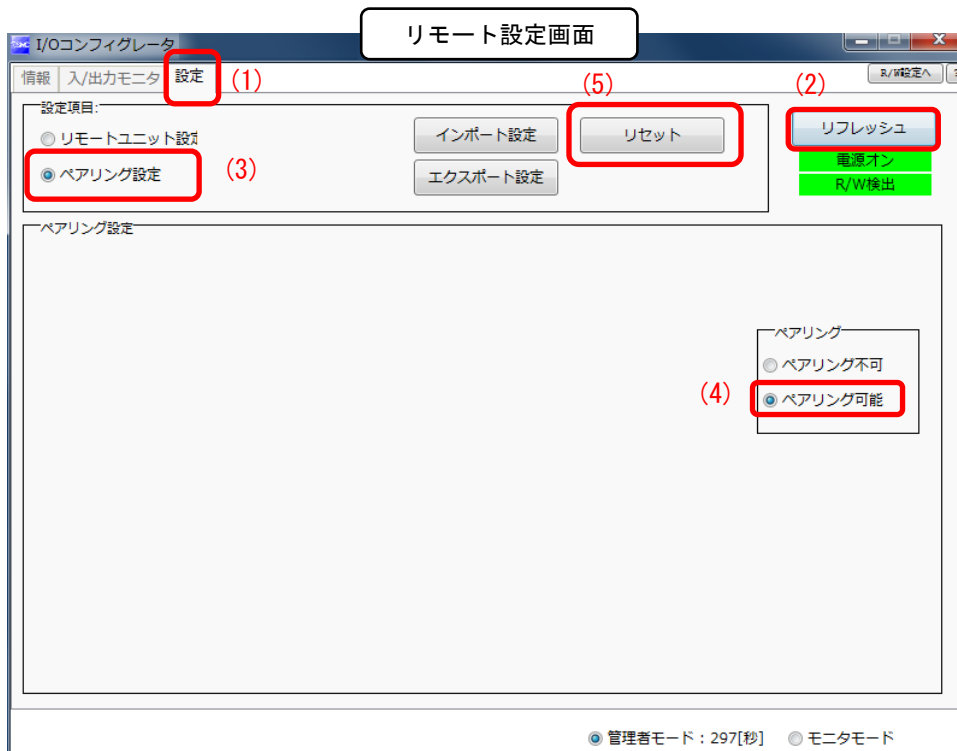 リモート設定画面
I/Oコンフィグレータ
情報 入/出力モニタ 設定 (1) (5) (2) R/W設定へ
設定項目:
リモートユニット設定 インポート設定 リセット リフレッシュ
ペアリング設定 (3) エクスポート設定 電源オン
R/W検出
ペアリング設定
ペアリング
ペアリング不可
(4) ペアリング可能
管理者モード：297[秒] モニタモード